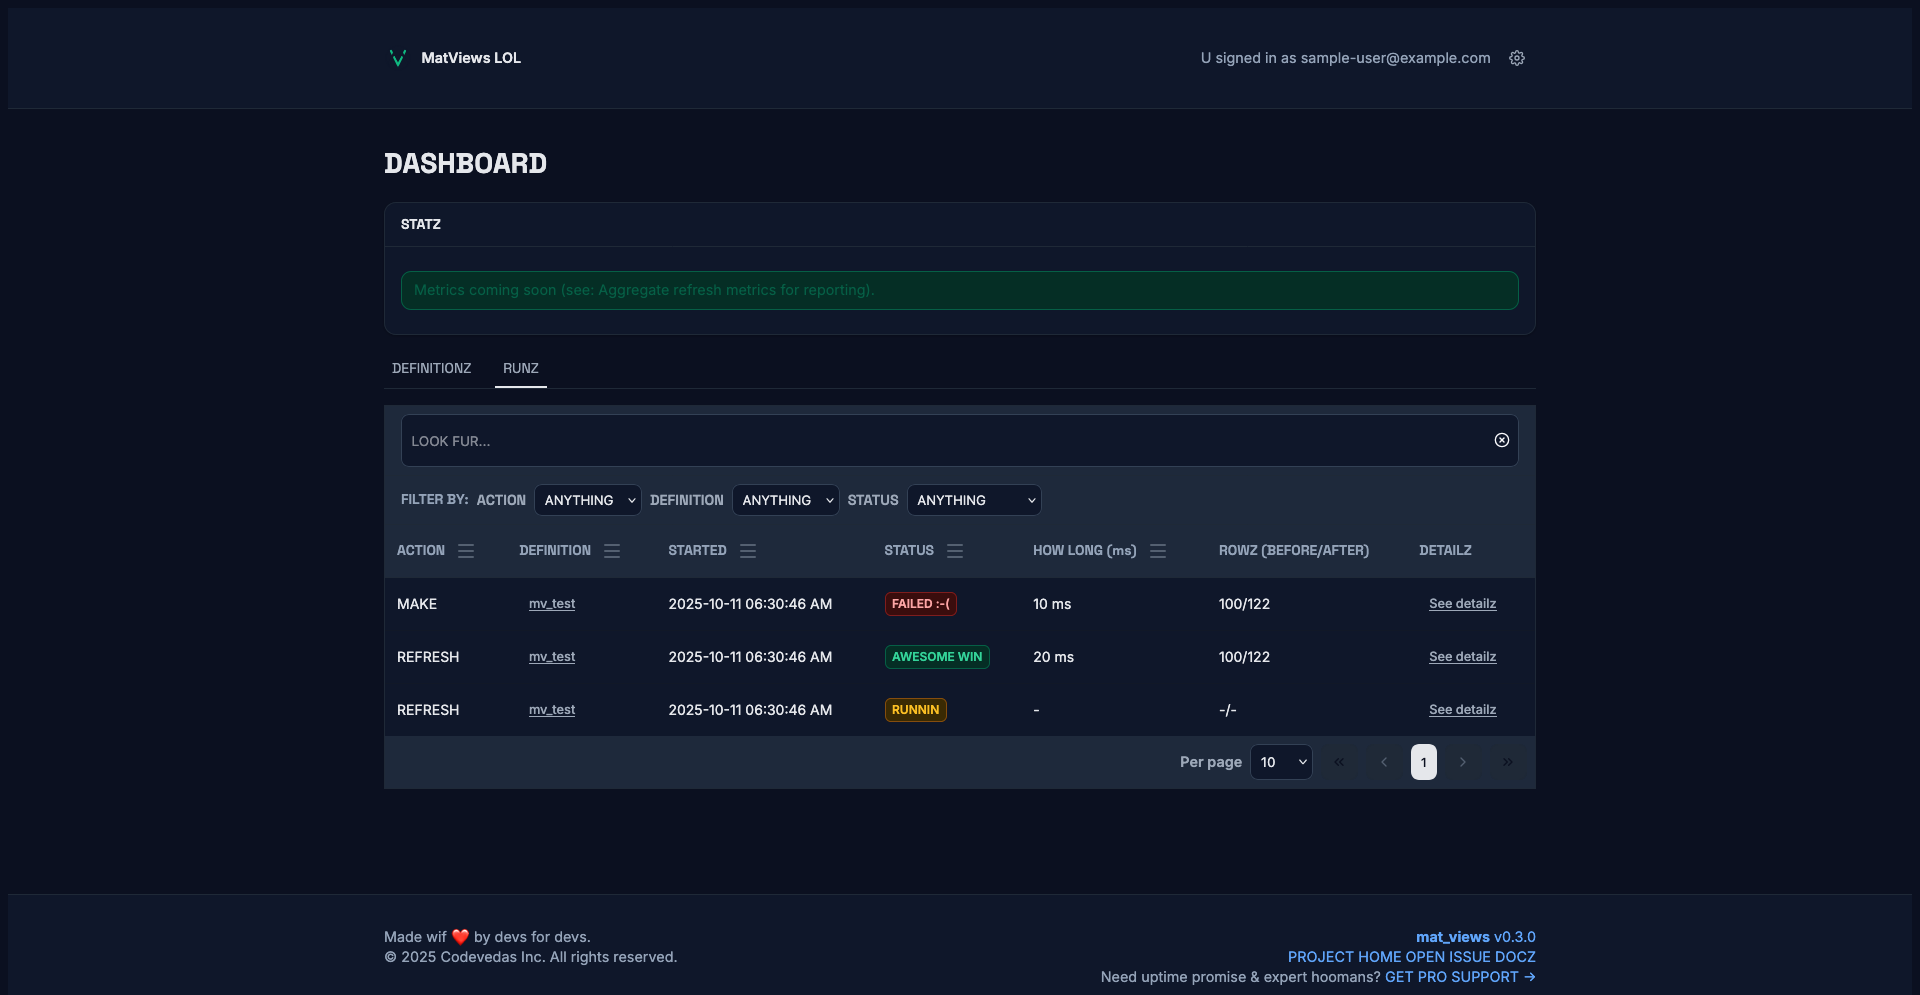 MatViews LOL
U signed in as sample-user@example.com
DASHBOARD
STATZ
Metrics coming soon (see: Aggregate refresh metrics for reporting).
DEFINITIONZ RUNZ
LOOK FUR...
FILTER BY: ACTION ANYTHING DEFINITION ANYTHING STATUS ANYTHING
ACTION DEFINITION STARTED STATUS HOW LONG (ms) ROWZ (BEFORE/AFTER) DETAILZ
MAKE mv_test 2025-10-11 06:30:46 AM FAILED :-( 10 ms 100/122 See detailz
REFRESH mv_test 2025-10-11 06:30:46 AM AWESOME WIN 20 ms 100/122 See detailz
REFRESH mv_test 2025-10-11 06:30:46 AM RUNNIN - -/- See detailz
Per page 10 « ‹ 1 › »
Made wif ❤️ by devs for devs.
© 2025 Codevedas Inc. All rights reserved.
mat_views v0.3.0
PROJECT HOME OPEN ISSUE DOCZ
Need uptime promise & expert hoomans? GET PRO SUPPORT →